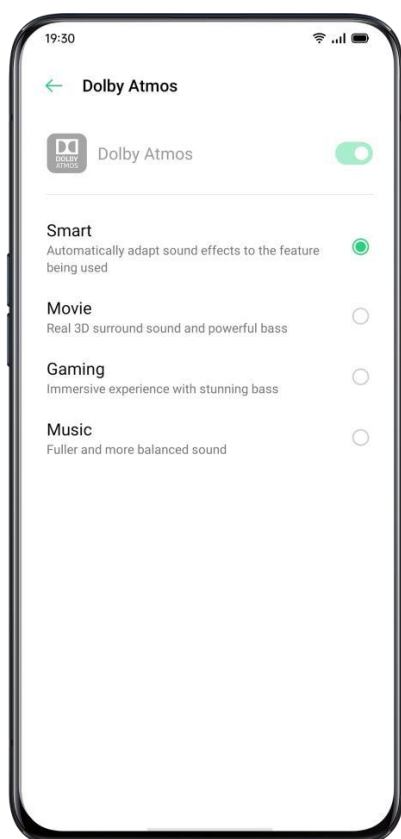 19:30
Dolby Atmos
DOLBY
ATMOS
Dolby Atmos
Smart
Automatically adapt sound effects to the feature
being used
Movie
Real 3D surround sound and powerful bass
Gaming
Immersive experience with stunning bass
Music
Fuller and more balanced sound